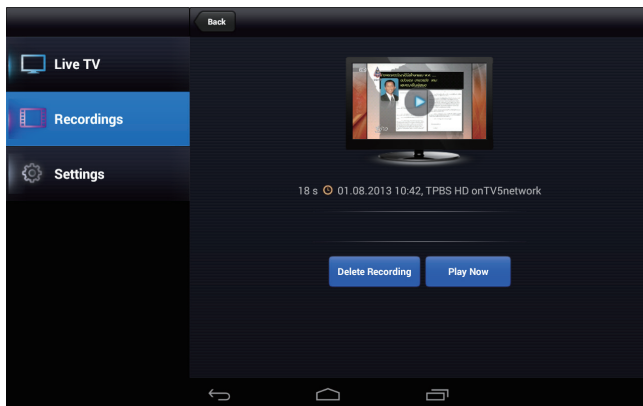 Back
Live TV
Recordings
Settings
18 s 01.08.2013 10:42, TPBS HD onTV5network
Delete Recording
Play Now